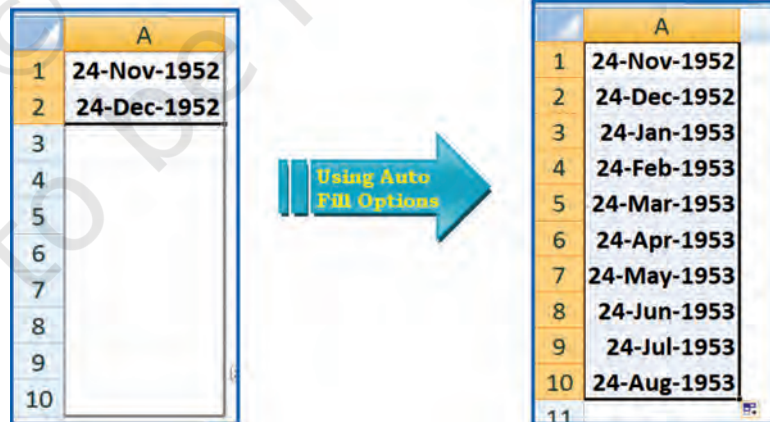 A
1 24-Nov-1952
2 24-Dec-1952
3
4
5
6
7
8
9
10
Using Auto
Fill Options
A
1 24-Nov-1952
2 24-Dec-1952
3 24-Jan-1953
4 24-Feb-1953
5 24-Mar-1953
6 24-Apr-1953
7 24-May-1953
8 24-Jun-1953
9 24-Jul-1953
10 24-Aug-1953
11
to be